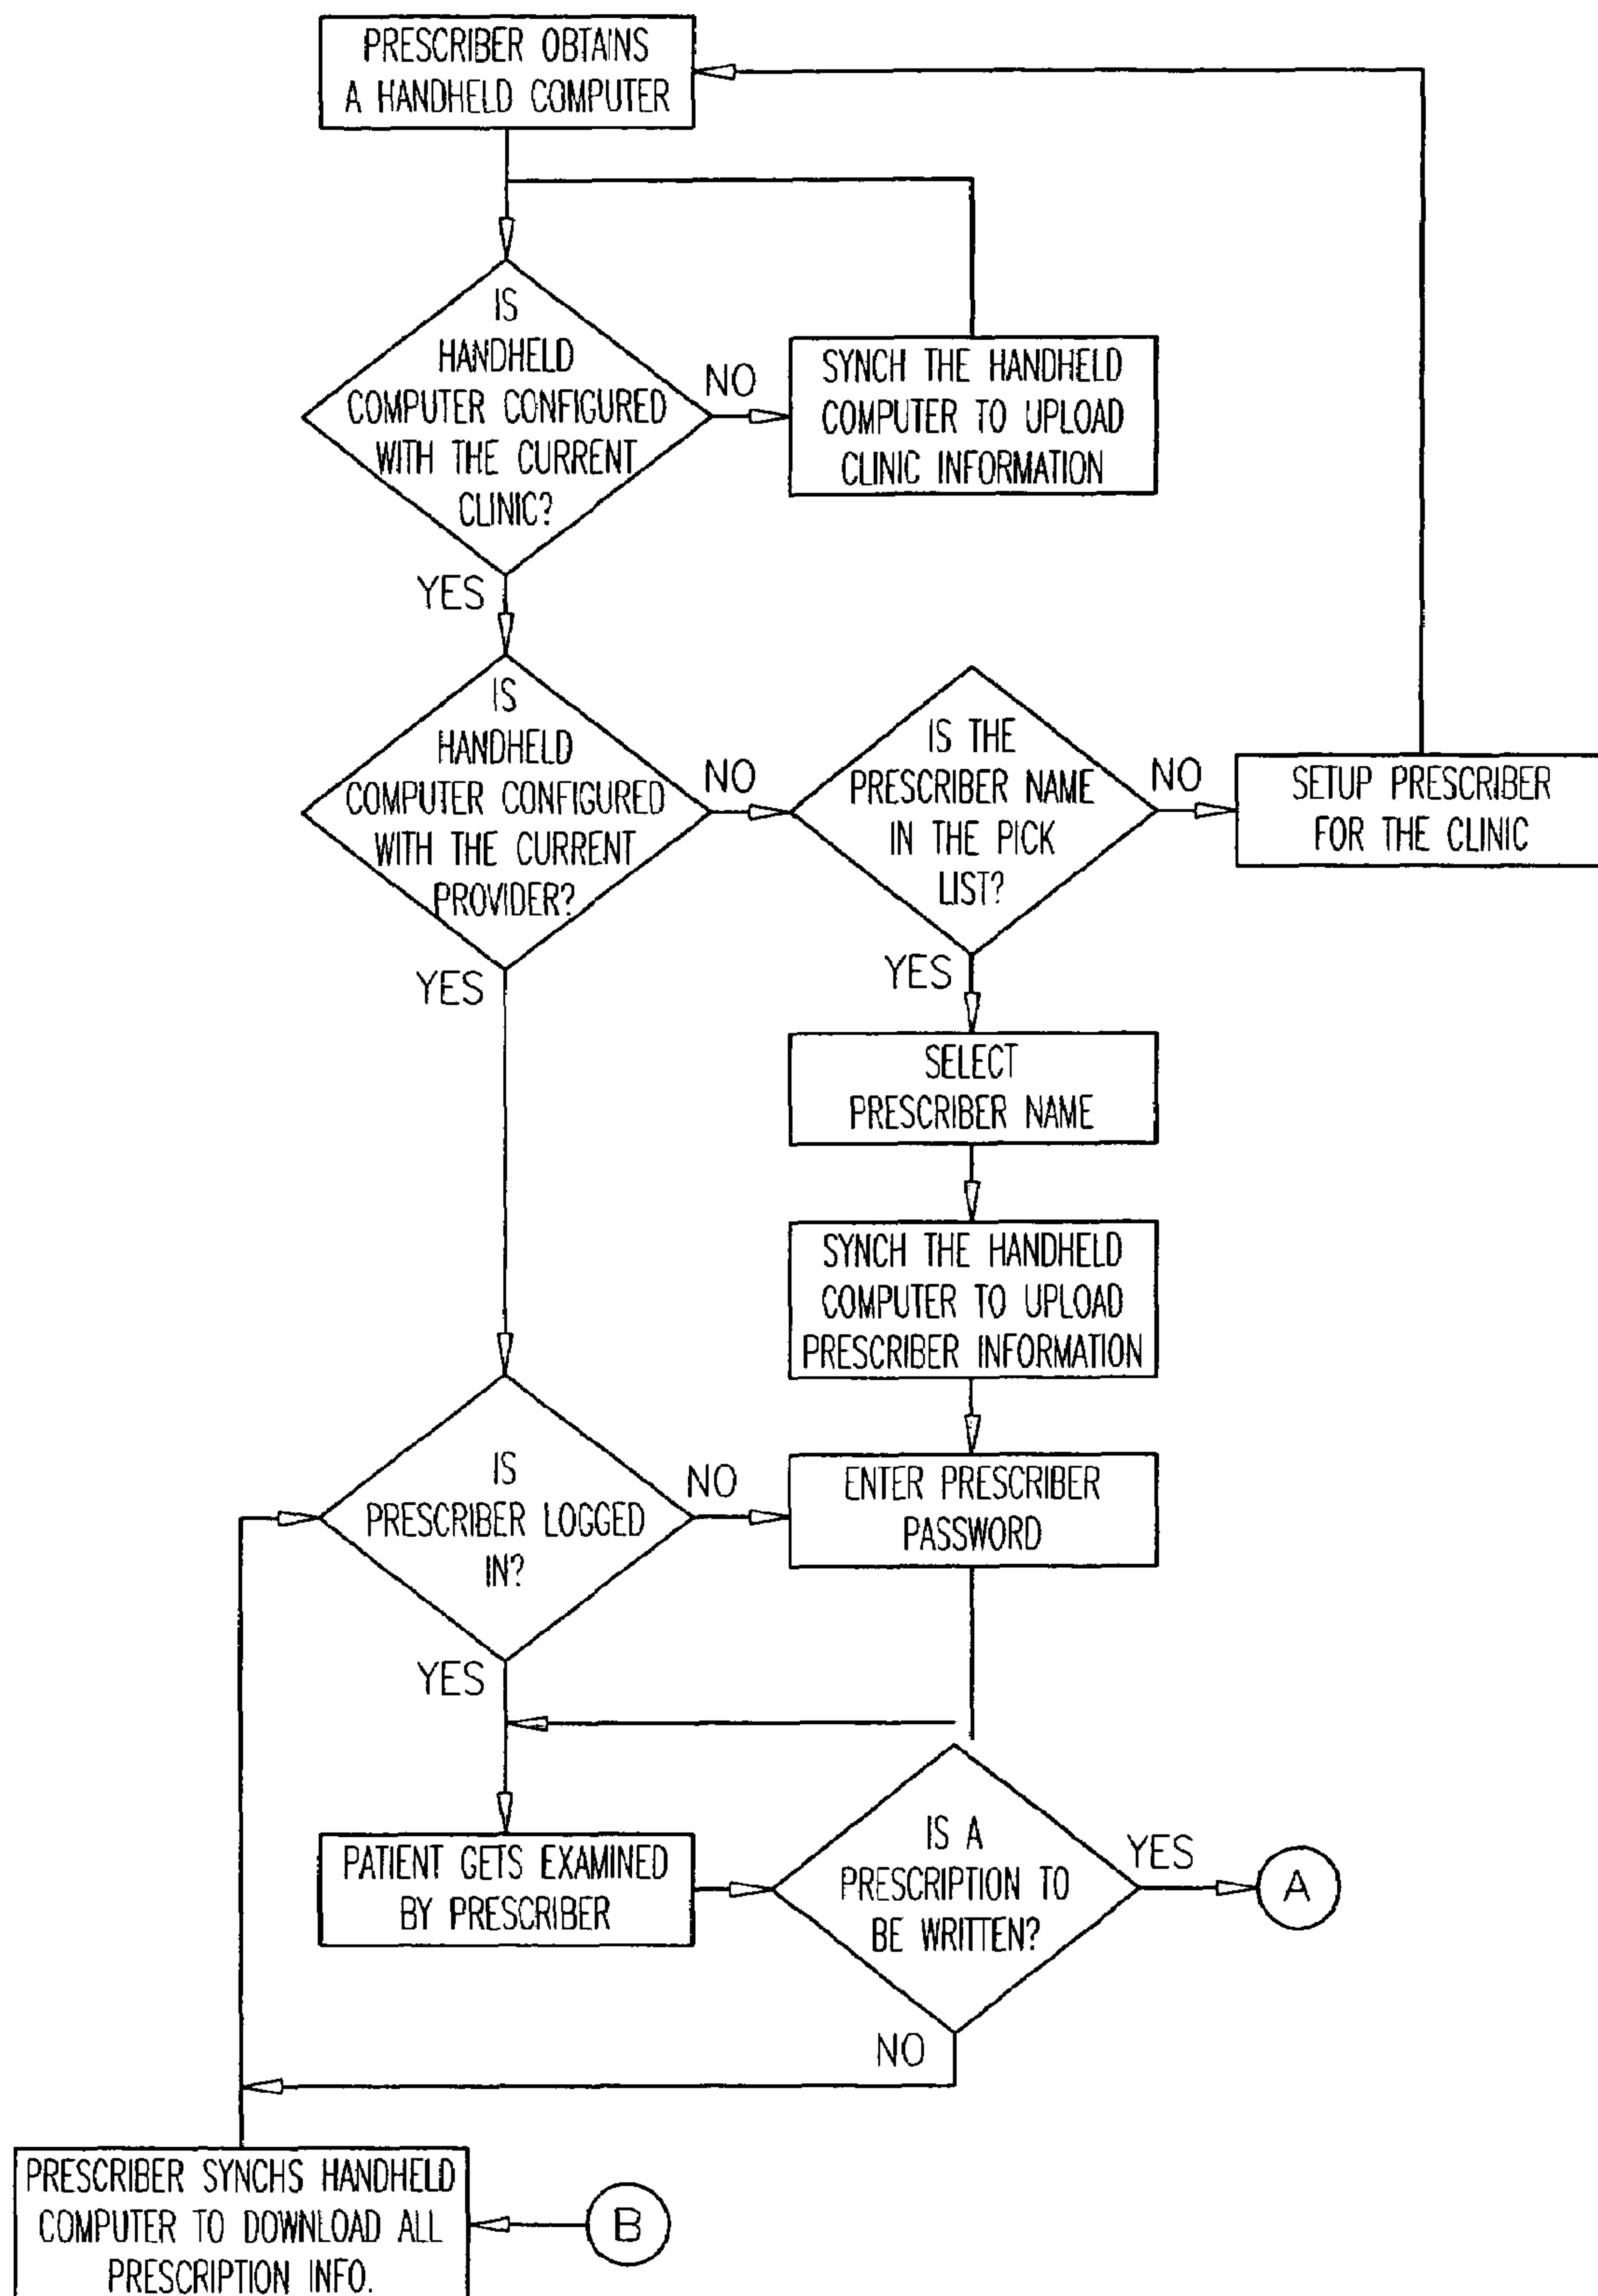 PRESCRIBER OBTAINS
A HANDHELD COMPUTER
IS
HANDHELD
COMPUTER CONFIGURED
WITH THE CURRENT
CLINIC?
NO
SYNCH THE HANDHELD
COMPUTER TO UPLOAD
CLINIC INFORMATION
YES
IS
HANDHELD
COMPUTER CONFIGURED
WITH THE CURRENT
PROVIDER?
NO
IS THE
PRESCRIBER NAME
IN THE PICK
LIST?
NO
SETUP PRESCRIBER
FOR THE CLINIC
YES
YES
SELECT
PRESCRIBER NAME
SYNCH THE HANDHELD
COMPUTER TO UPLOAD
PRESCRIBER INFORMATION
IS
PRESCRIBER LOGGED
IN?
NO
ENTER PRESCRIBER
PASSWORD
YES
PATIENT GETS EXAMINED
BY PRESCRIBER
IS A
PRESCRIPTION TO
BE WRITTEN?
YES
A
NO
PRESCRIBER SYNCHS HANDHELD
COMPUTER TO DOWNLOAD ALL
PRESCRIPTION INFO.
B